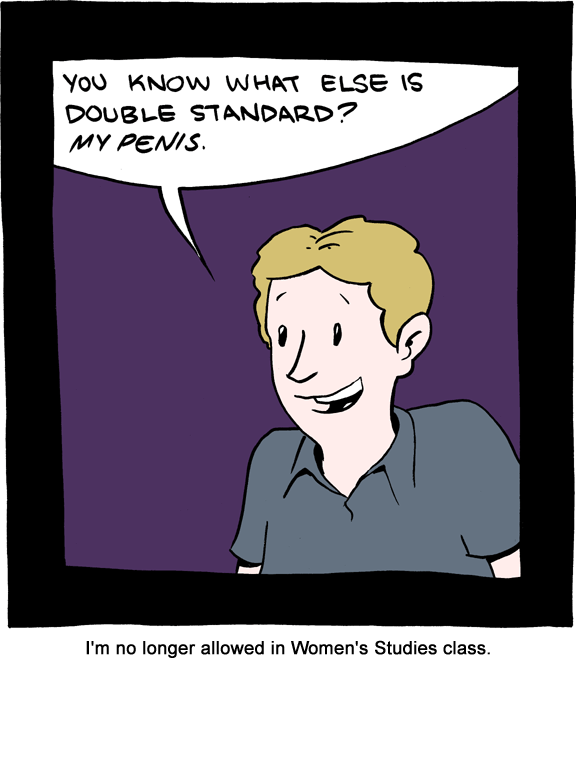 YOU KNOW WHAT ELSE IS
DOUBLE STANDARD?
MY PENIS.
I'm no longer allowed in Women's Studies class.